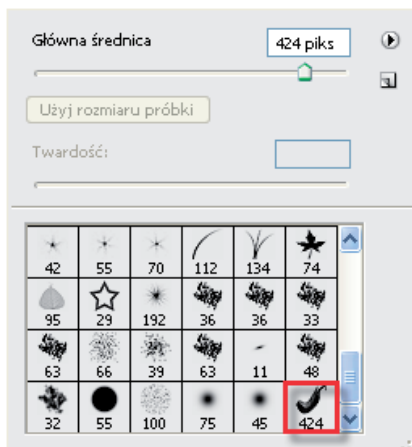 Główna średnica 424 piks
Użyj rozmiaru próbki
Twardość:
42 55 70 112 134 74
95 29 192 36 36 33
63 66 39 63 11 48
32 55 100 75 45 424